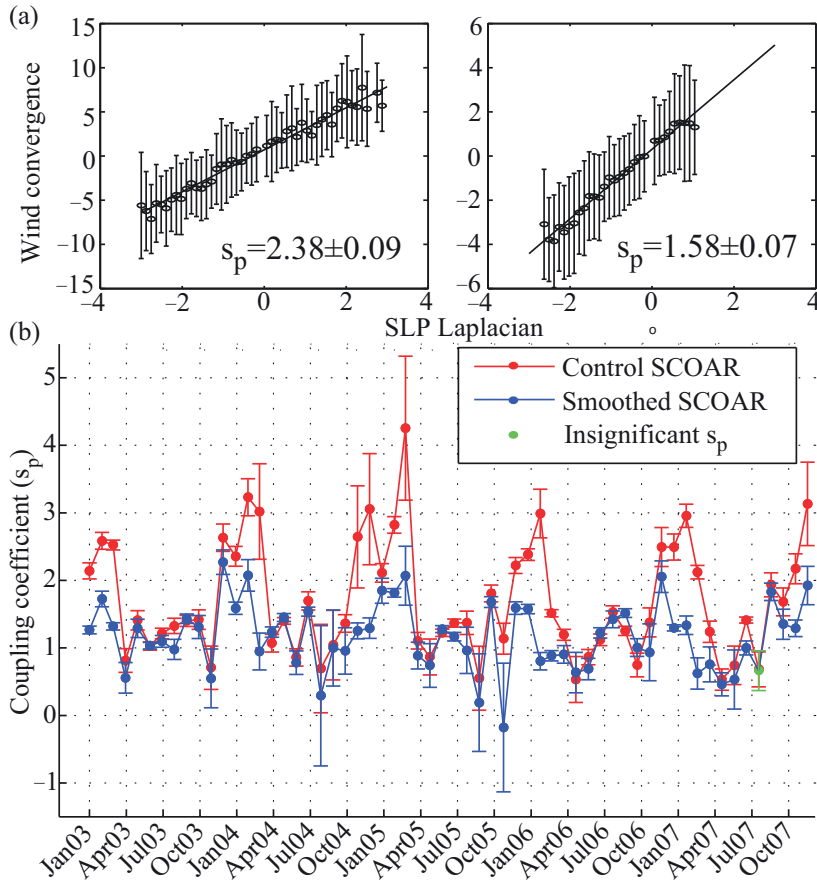 (a)
Wind convergence
15
10
5
0
−5
−10
−15
−4
−2
0
2
4
s_p=2.38±0.09
6
4
2
0
−2
−4
−6
−4
−2
0
2
4
s_p=1.58±0.07
SLP Laplacian
(b)
Coupling coefficient (s_p)
5
4
3
2
1
0
−1
Control SCOAR
Smoothed SCOAR
Insignificant s_p
Jan03
Apr03
Jul03
Oct03
Jan04
Apr04
Jul04
Oct04
Jan05
Apr05
Jul05
Oct05
Jan06
Apr06
Jul06
Oct06
Jan07
Apr07
Jul07
Oct07